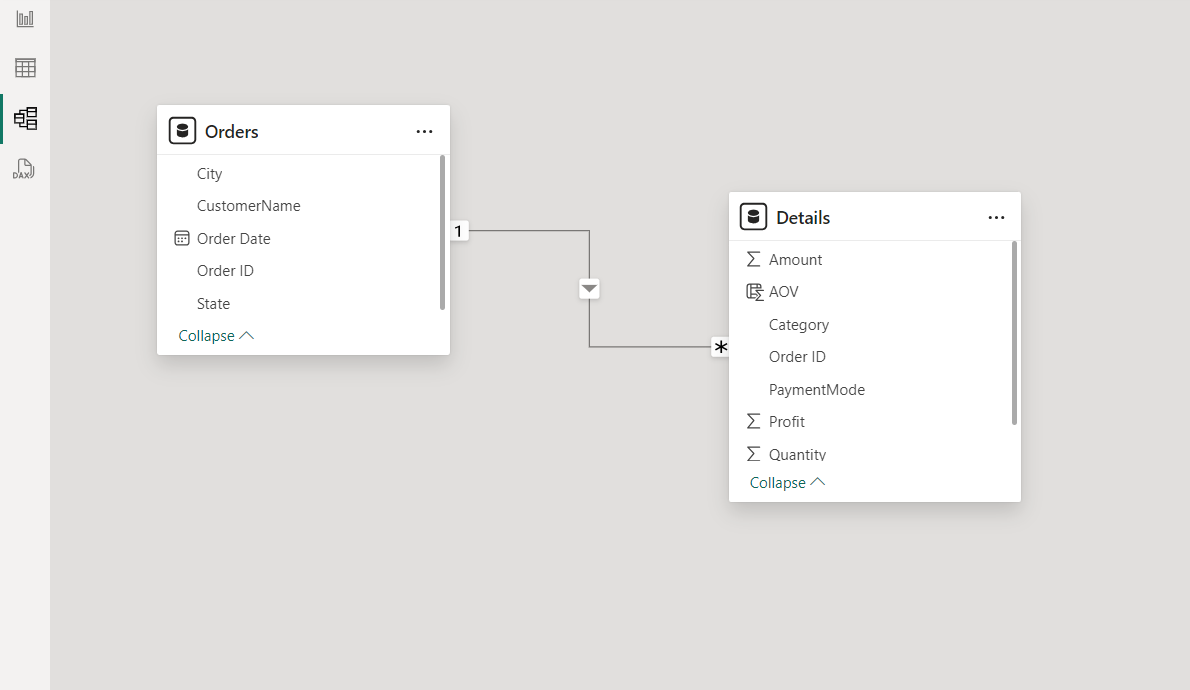 DAX
Orders
City
CustomerName
Order Date
Order ID
State
Collapse
1
*
Details
Amount
AOV
Category
Order ID
PaymentMode
Profit
Quantity
Collapse